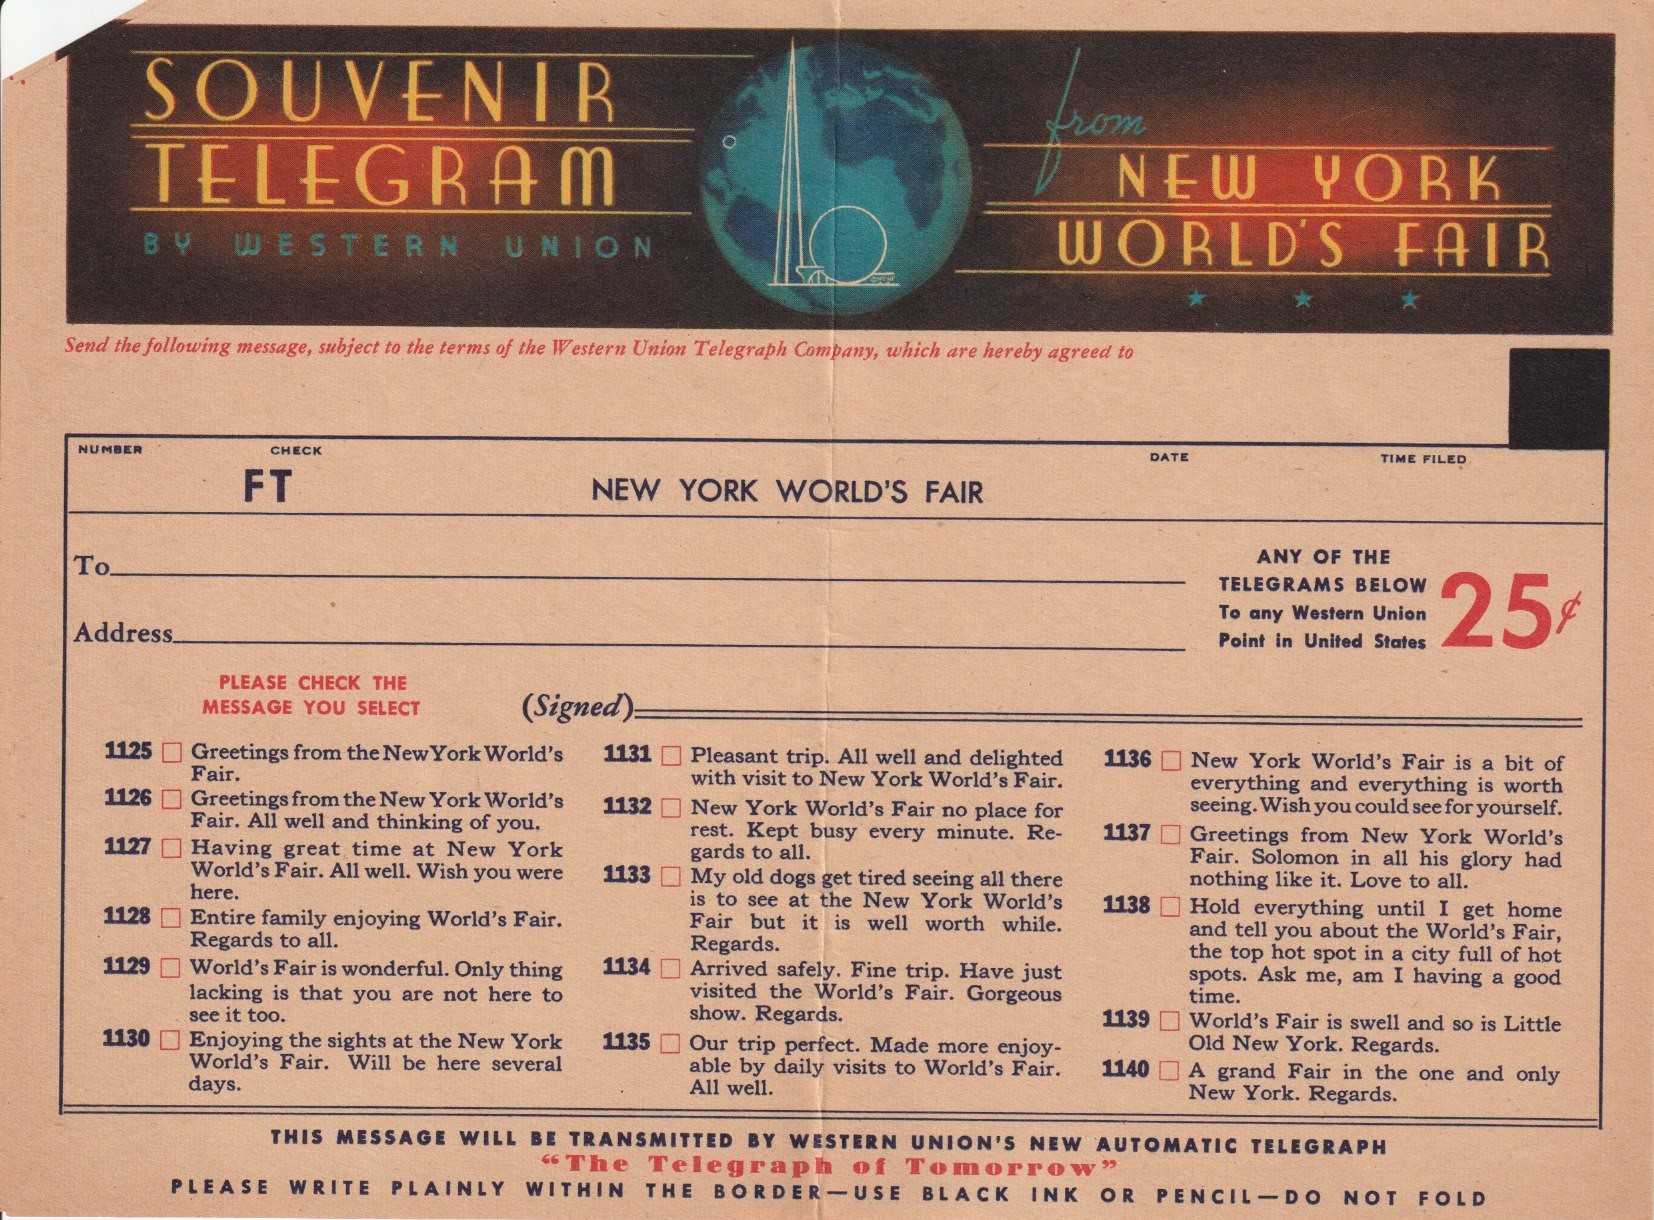 SOUVENIR
TELEGRAM
BY WESTERN UNION
from
NEW YORK
WORLD'S FAIR
Send the following message, subject to the terms of the Western Union Telegraph Company, which are hereby agreed to
NUMBER CHECK DATE TIME FILED
FT NEW YORK WORLD'S FAIR
To
Address
ANY OF THE
TELEGRAMS BELOW
To any Western Union
Point in United States
25¢
PLEASE CHECK THE
MESSAGE YOU SELECT
(Signed)
1125 Greetings from the New York World's
Fair.
1126 Greetings from the New York World's
Fair. All well and thinking of you.
1127 Having great time at New York
World's Fair. All well. Wish you were
here.
1128 Entire family enjoying World's Fair.
Regards to all.
1129 World's Fair is wonderful. Only thing
lacking is that you are not here to
see it too.
1130 Enjoying the sights at the New York
World's Fair. Will be here several
days.
1131 Pleasant trip. All well and delighted
with visit to New York World's Fair.
1132 New York World's Fair no place for
rest. Kept busy every minute. Re-
gards to all.
1133 My old dogs get tired seeing all there
is to see at the New York World's
Fair but it is well worth while.
Regards.
1134 Arrived safely. Fine trip. Have just
visited the World's Fair. Gorgeous
show. Regards.
1135 Our trip perfect. Made more enjoy-
able by daily visits to World's Fair.
All well.
1136 New York World's Fair is a bit of
everything and everything is worth
seeing. Wish you could see for yourself.
1137 Greetings from New York World's
Fair. Solomon in all his glory had
nothing like it. Love to all.
1138 Hold everything until I get home
and tell you about the World's Fair,
the top hot spot in a city full of hot
spots. Ask me, am I having a good
time.
1139 World's Fair is swell and so is Little
Old New York. Regards.
1140 A grand Fair in the one and only
New York. Regards.
THIS MESSAGE WILL BE TRANSMITTED BY WESTERN UNION'S NEW AUTOMATIC TELEGRAPH
"The Telegraph of Tomorrow"
PLEASE WRITE PLAINLY WITHIN THE BORDER—USE BLACK INK OR PENCIL—DO NOT FOLD